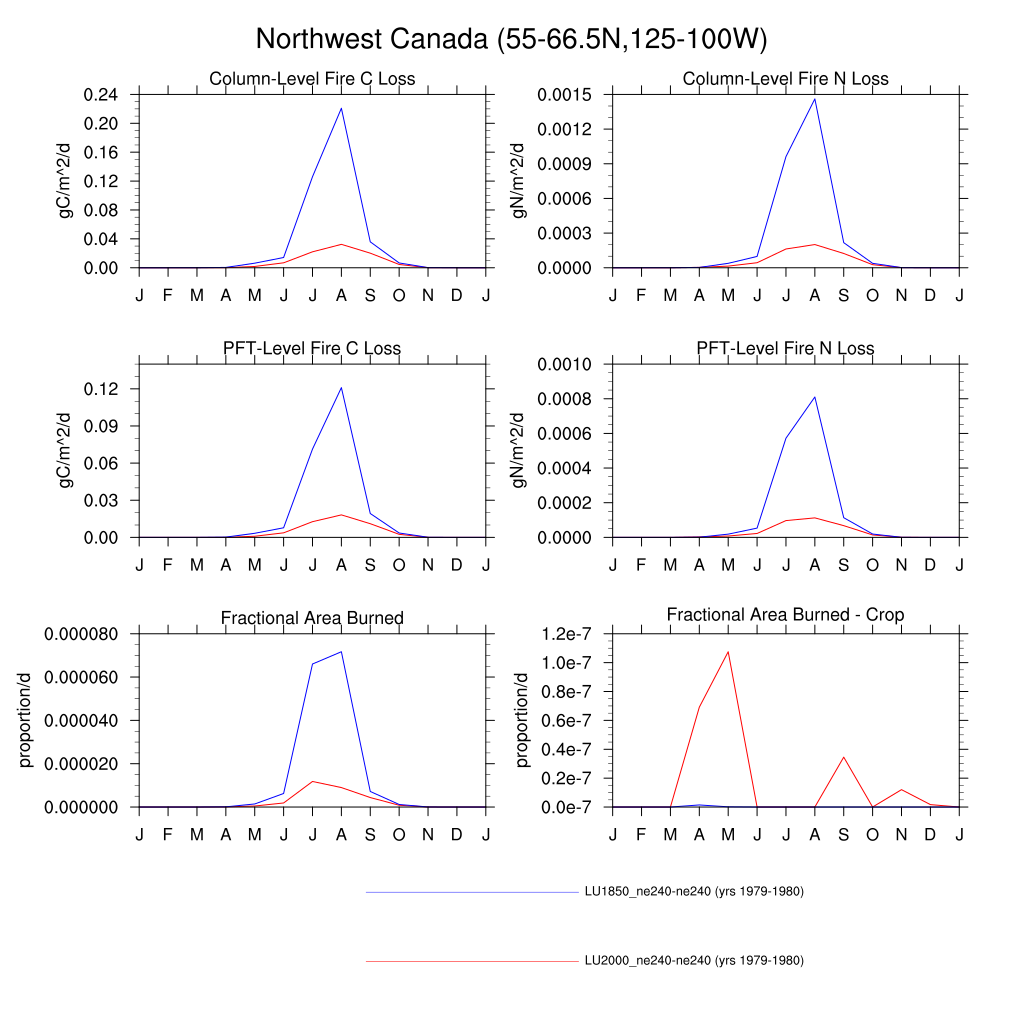 Northwest Canada (55-66.5N,125-100W)
Column-Level Fire C Loss
gC/m^2/d
0.24
0.20
0.16
0.12
0.08
0.04
0.00
J F M A M J J A S O N D J
Column-Level Fire N Loss
gN/m^2/d
0.0015
0.0012
0.0009
0.0006
0.0003
0.0000
J F M A M J J A S O N D J
PFT-Level Fire C Loss
gC/m^2/d
0.12
0.09
0.06
0.03
0.00
J F M A M J J A S O N D J
PFT-Level Fire N Loss
gN/m^2/d
0.0010
0.0008
0.0006
0.0004
0.0002
0.0000
J F M A M J J A S O N D J
Fractional Area Burned
proportion/d
0.000080
0.000060
0.000040
0.000020
0.000000
J F M A M J J A S O N D J
Fractional Area Burned - Crop
proportion/d
1.2e-7
1.0e-7
0.8e-7
0.6e-7
0.4e-7
0.2e-7
0.0e-7
J F M A M J J A S O N D J
LU1850_ne240-ne240 (yrs 1979-1980)
LU2000_ne240-ne240 (yrs 1979-1980)